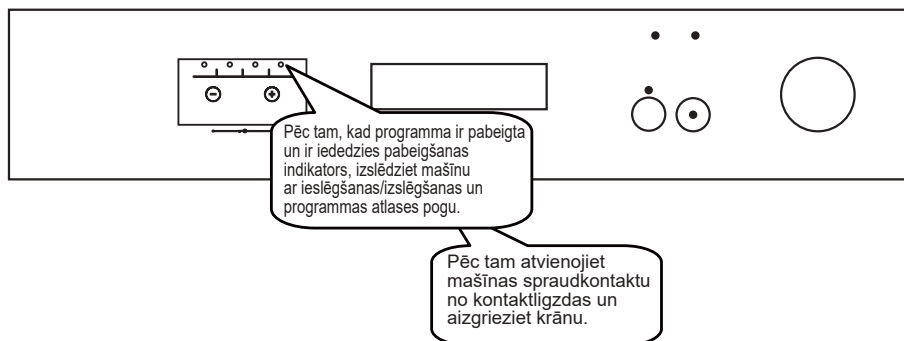 Pēc tam, kad programma ir pabeigta
un ir iededzies pabeigšanas
indikators, izslēdziet mašīnu
ar ieslēgšanas/izslēgšanas un
programmas atlases pogu.
Pēc tam atvienojiet
mašīnas spraudkontaktu
no kontaktligzdas un
aizgrieziet krānu.